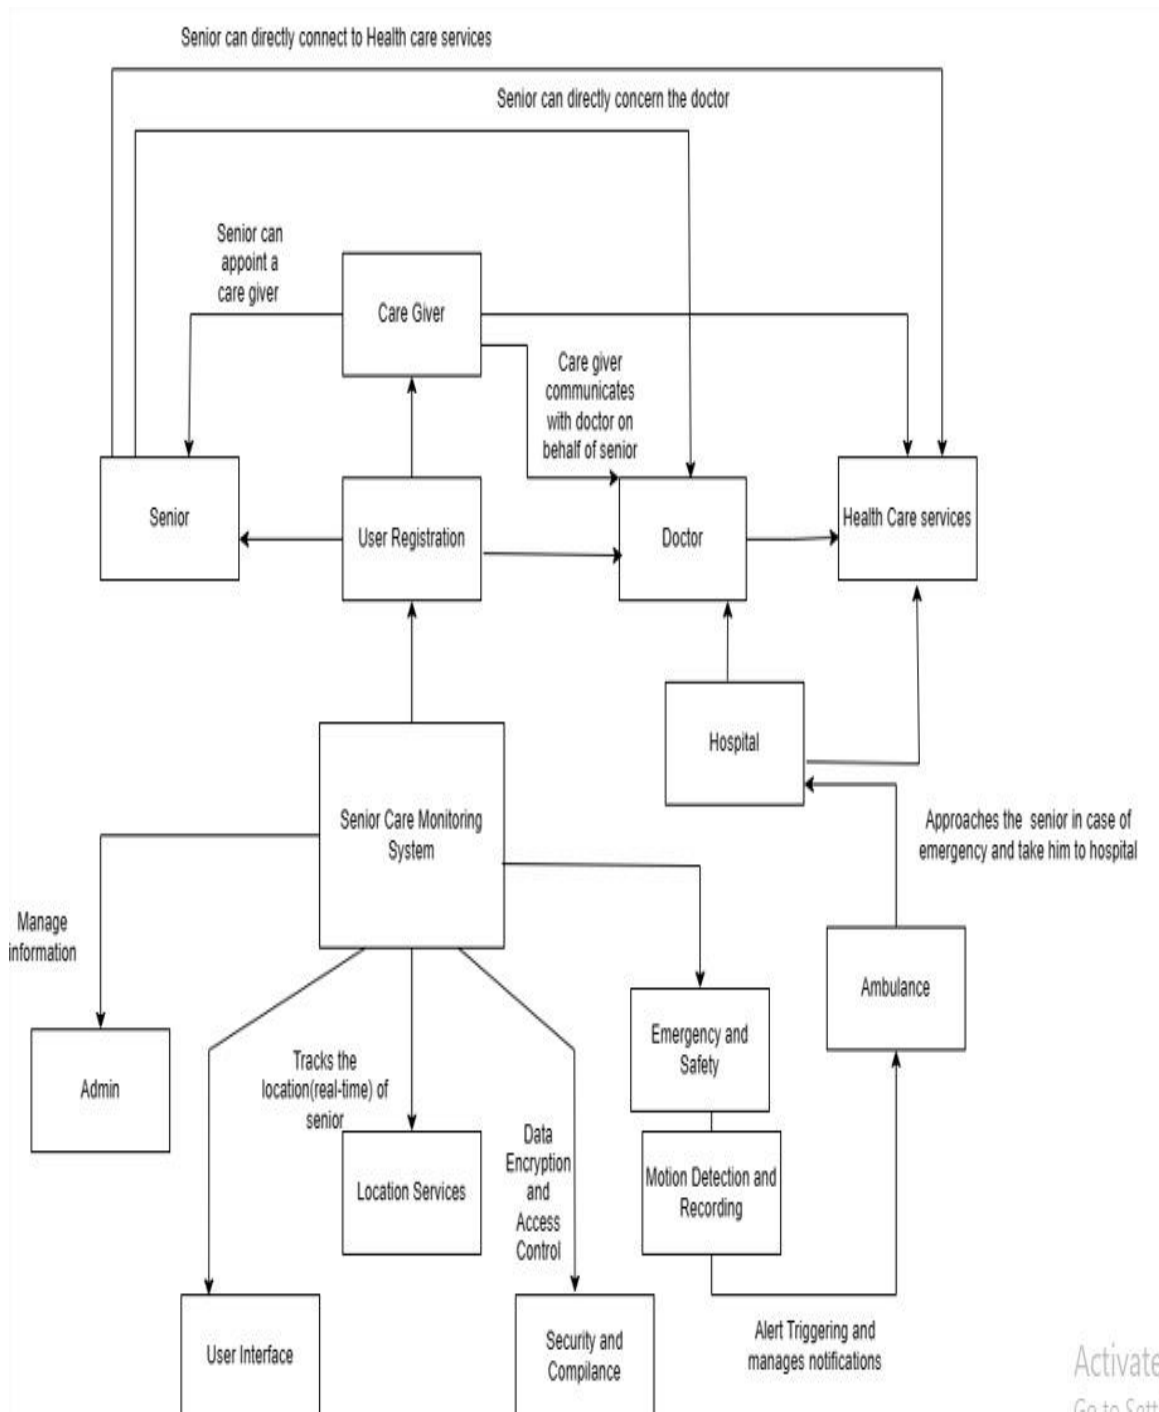 Senior can directly connect to Health care services
Senior can directly concern the doctor
Senior can
appoint a
care giver
Care Giver
Care giver
communicates
with doctor on
behalf of senior
Senior
User Registration
Doctor
Health Care services
Hospital
Senior Care Monitoring
System
Approaches the senior in case of
emergency and take him to hospital
Manage
information
Ambulance
Emergency and
Safety
Admin
Tracks the
location(real-time) of
senior
Data
Encryption
and
Access
Control
Location Services
Motion Detection and
Recording
User Interface
Security and
Compilance
Alert Triggering and
manages notifications
Activate
Go to Sett